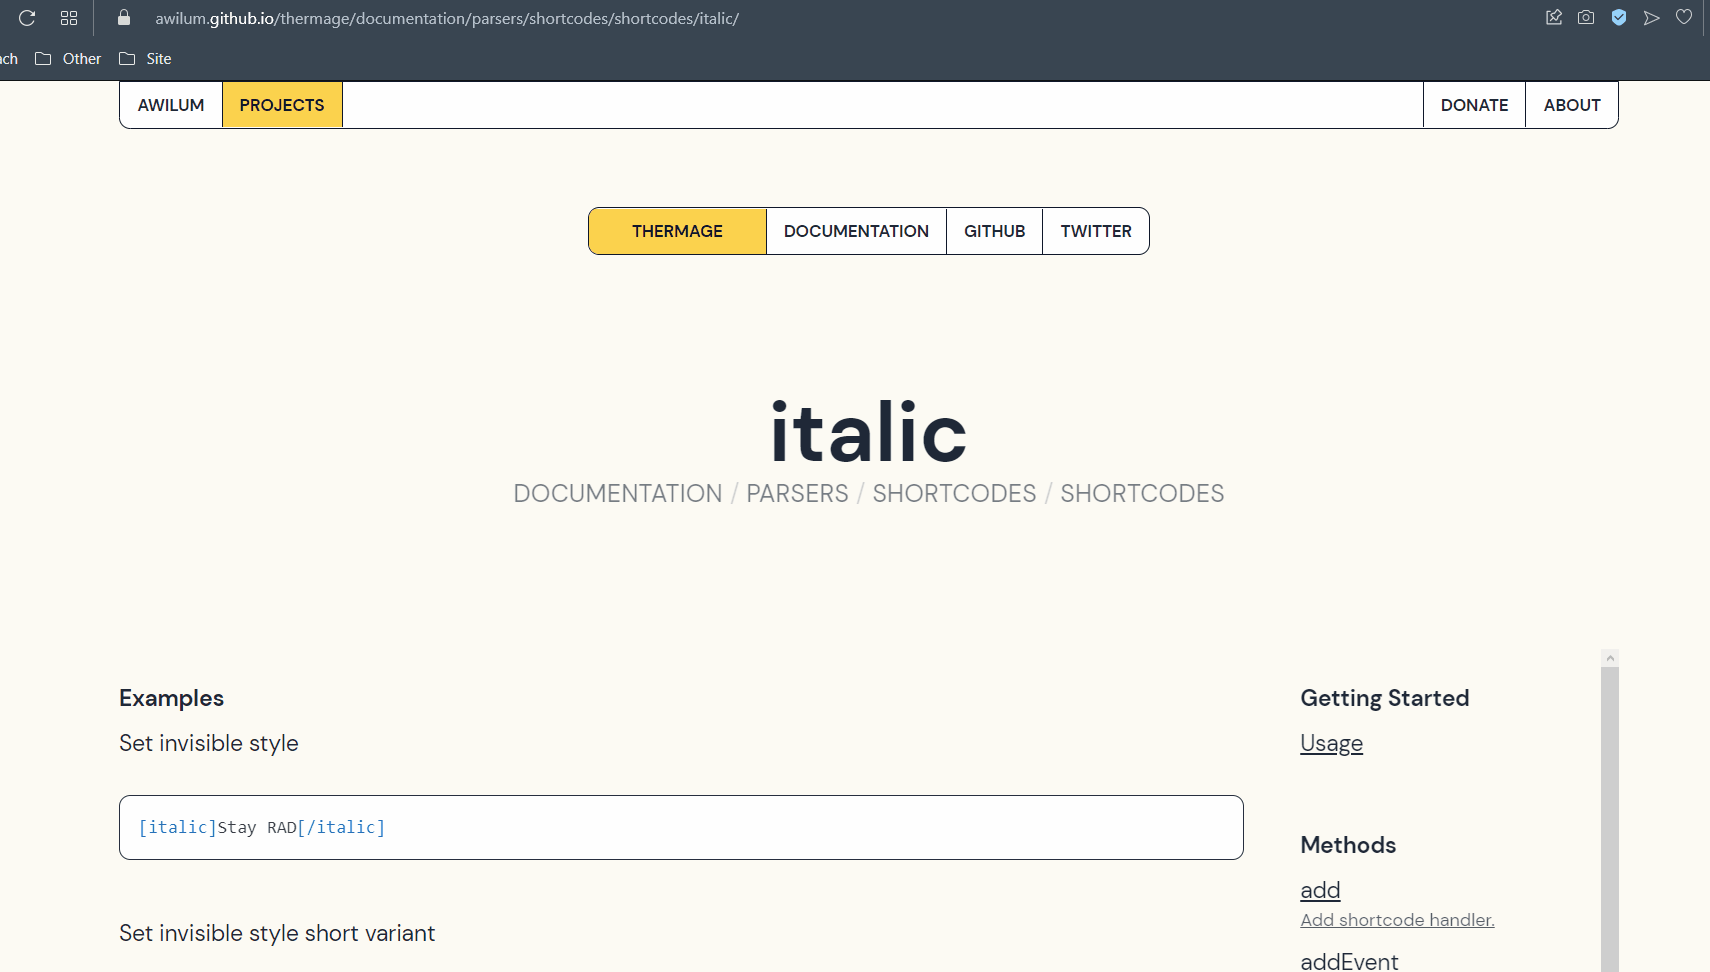 awilum.github.io/thermage/documentation/parsers/shortcodes/shortcodes/italic/
ach Other Site
AWILUM PROJECTS DONATE ABOUT
THERMAGE DOCUMENTATION GITHUB TWITTER
italic
DOCUMENTATION / PARSERS / SHORTCODES / SHORTCODES
Examples
Set invisible style
[italic]Stay RAD[/italic]
Set invisible style short variant
Getting Started
Usage
Methods
add
Add shortcode handler.
addEvent